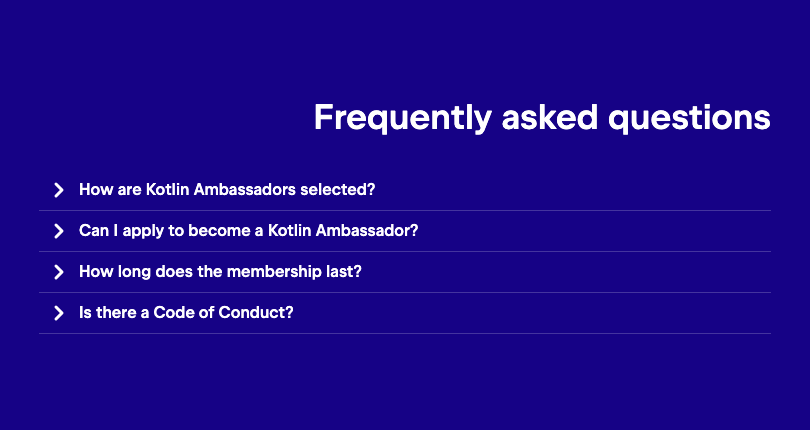 Frequently asked questions
How are Kotlin Ambassadors selected?
Can I apply to become a Kotlin Ambassador?
How long does the membership last?
Is there a Code of Conduct?